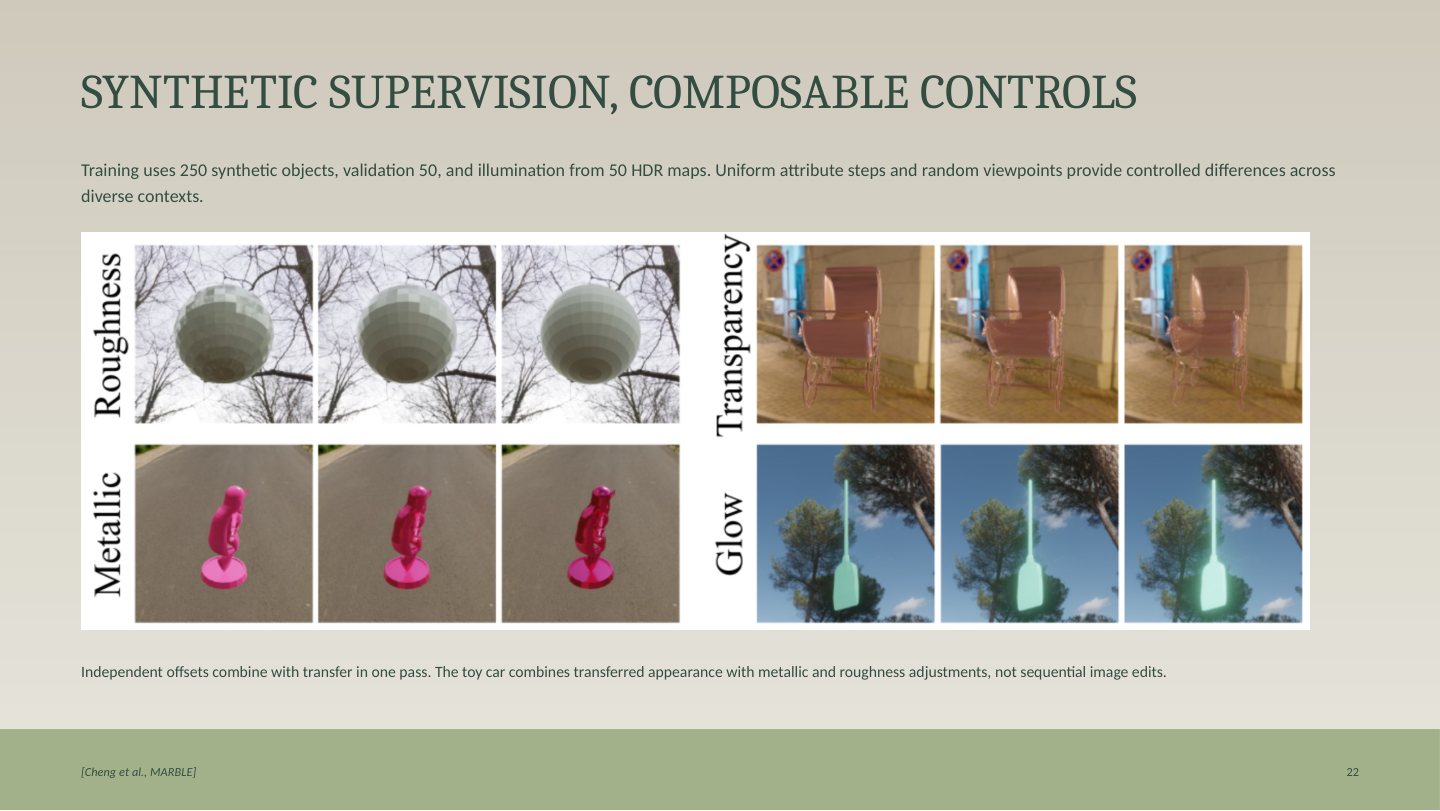 SYNTHETIC SUPERVISION, COMPOSABLE CONTROLS
Training uses 250 synthetic objects, validation 50, and illumination from 50 HDR maps. Uniform attribute steps and random viewpoints provide controlled differences across
diverse contexts.
Roughness
Transparency
Metallic
Glow
Independent offsets combine with transfer in one pass. The toy car combines transferred appearance with metallic and roughness adjustments, not sequential image edits.
[Cheng et al., MARBLE]
22